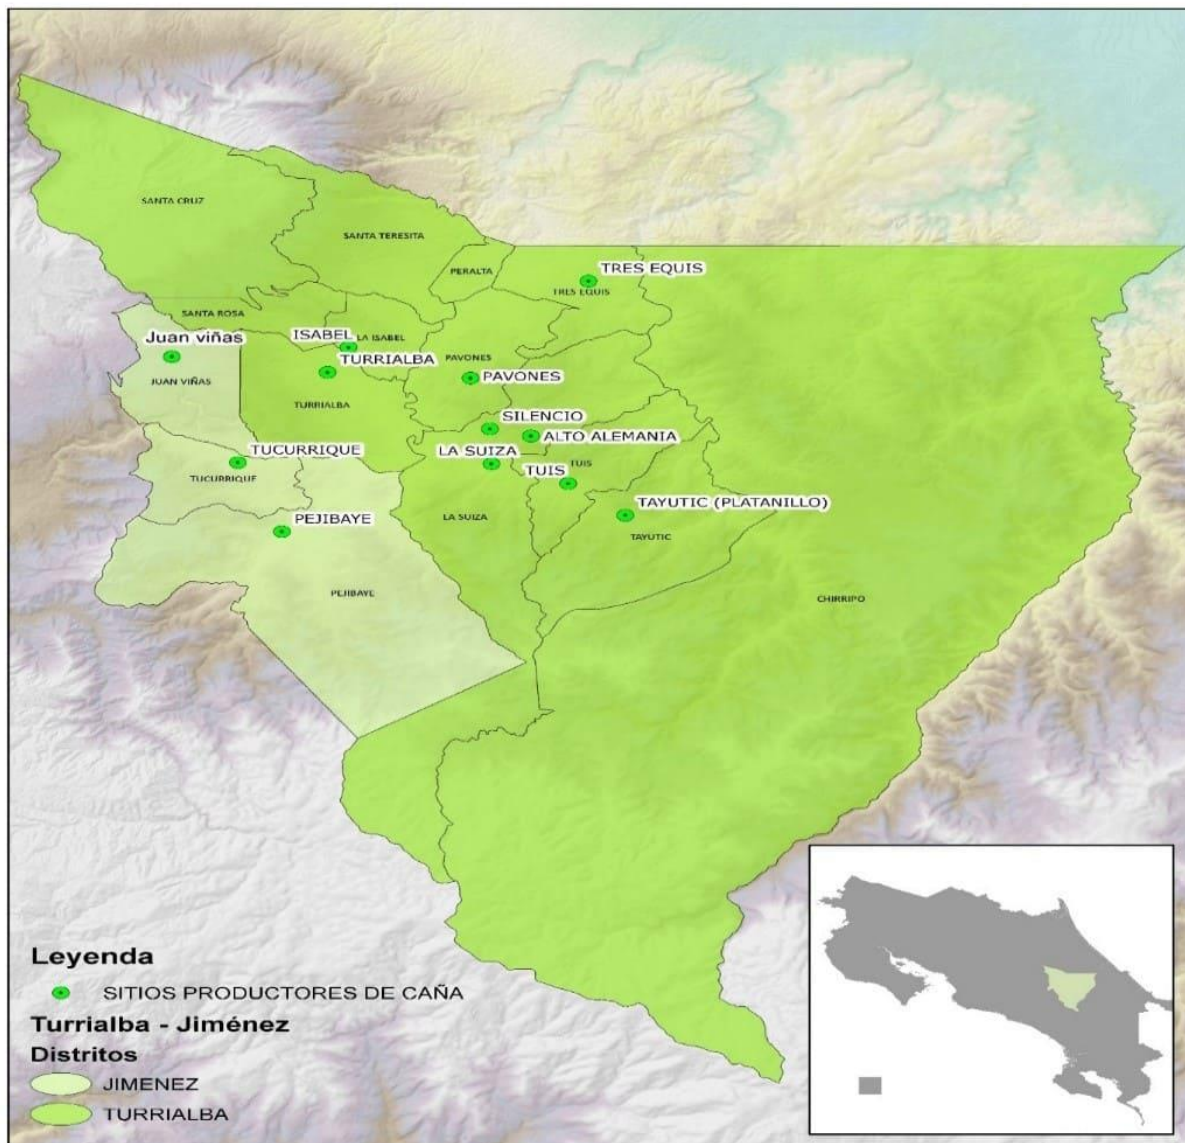 SANTA CRUZ
SANTA TERESITA
PERALTA
TRES EQUIS
TRES EQUIS
SANTA ROSA
Juan viñas
JUAN VIÑAS
ISABEL
LA ISABEL
TURRIALBA
TURRIALBA
PAVONES
PAVONES
SILENCIO
ALTO ALEMANIA
LA SUIZA
TUIS
TUIS
TUCURRIQUE
TUCURRIQUE
TAYUTIC (PLATANILLO)
LA SUIZA
TAYUTIC
PEJIBAYE
PEJIBAYE
CHIRRIPO
Leyenda
SITIOS PRODUCTORES DE CAÑA
Turrialba - Jiménez
Distritos
JIMENEZ
TURRIALBA